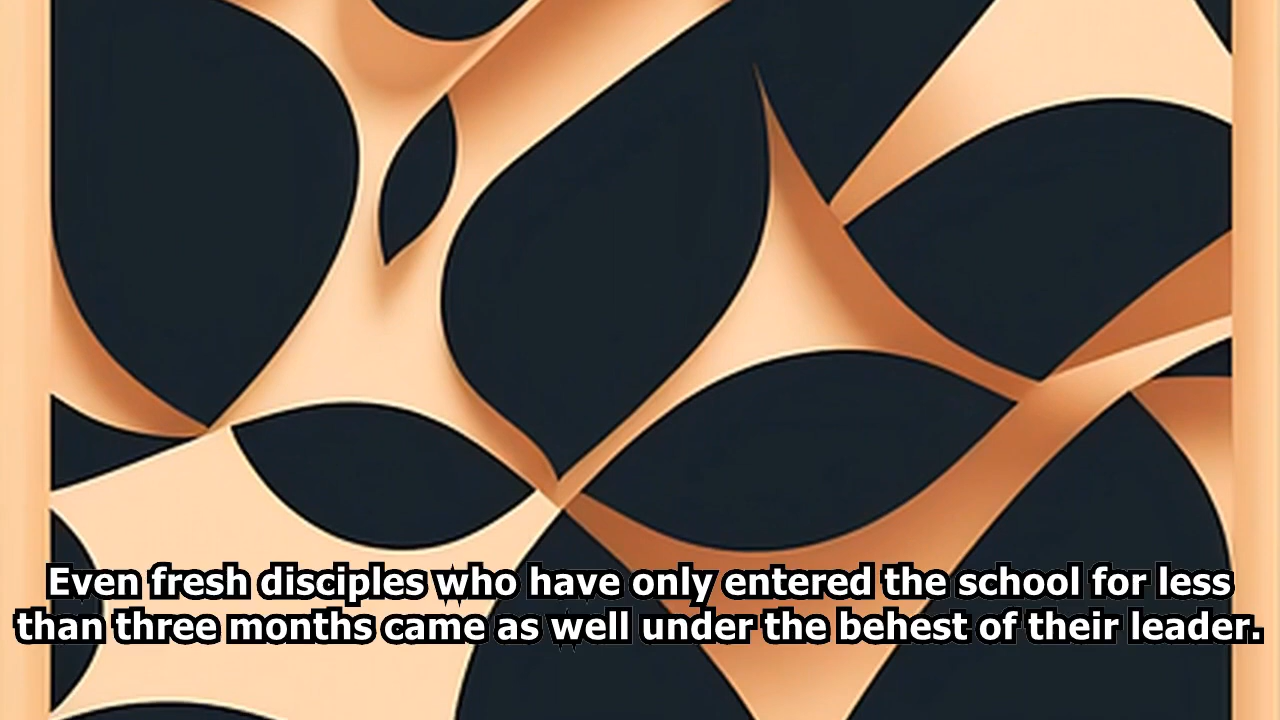 Even fresh disciples who have only entered the school for less
than three months came as well under the behest of their leader.